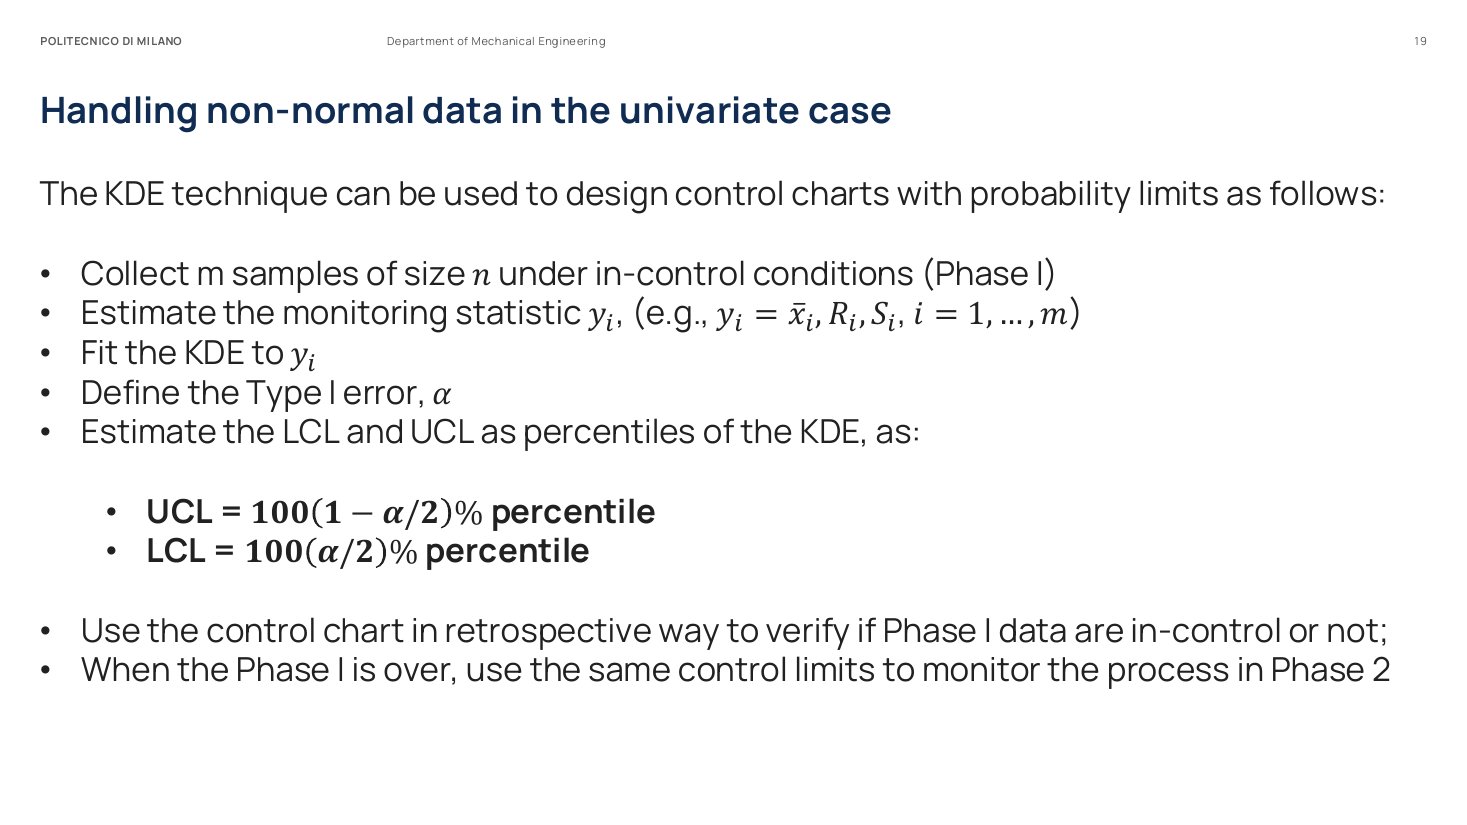 POLITECNICO DI MILANO
Department of Mechanical Engineering
19
Handling non-normal data in the univariate case
The KDE technique can be used to design control charts with probability limits as follows:
• Collect m samples of size n under in-control conditions (Phase I)
• Estimate the monitoring statistic yᵢ, (e.g., yᵢ = x̄ᵢ, Rᵢ, Sᵢ, i = 1, … , m)
• Fit the KDE to yᵢ
• Define the Type I error, α
• Estimate the LCL and UCL as percentiles of the KDE, as:
• UCL = 100(1 − α/2)% percentile
• LCL = 100(α/2)% percentile
• Use the control chart in retrospective way to verify if Phase I data are in-control or not;
• When the Phase I is over, use the same control limits to monitor the process in Phase 2